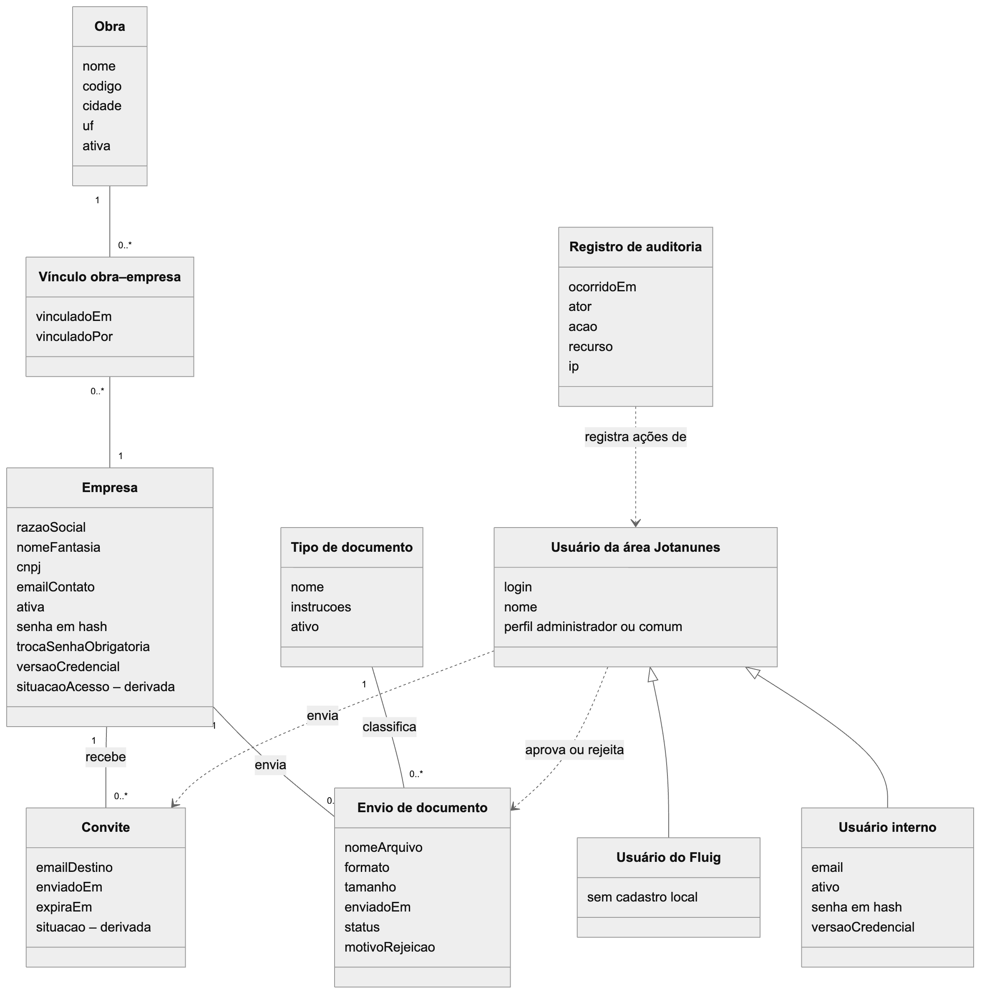 Obra
nome
codigo
cidade
uf
ativa
1
0..*
Vínculo obra–empresa
vinculadoEm
vinculadoPor
0..*
1
Registro de auditoria
ocorridoEm
ator
acao
recurso
ip
registra ações de
Empresa
razaoSocial
nomeFantasia
cnpj
emailContato
ativa
senha em hash
trocaSenhaObrigatoria
versaoCredencial
situacaoAcesso – derivada
Tipo de documento
nome
instrucoes
ativo
Usuário da área Jotanunes
login
nome
perfil administrador ou comum
1
envia
classifica
1
1
recebe
envia
aprova ou rejeita
0..*
0..*
0.
Convite
emailDestino
enviadoEm
expiraEm
situacao – derivada
Envio de documento
nomeArquivo
formato
tamanho
enviadoEm
status
motivoRejeicao
Usuário do Fluig
sem cadastro local
Usuário interno
email
ativo
senha em hash
versaoCredencial